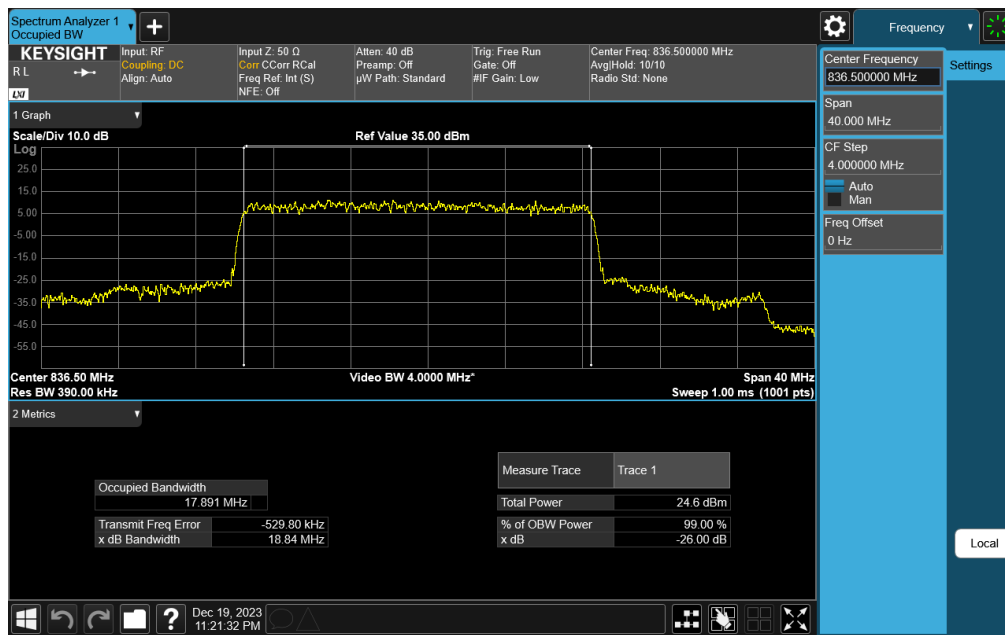 Spectrum Analyzer 1
Occupied BW
Frequency
KEYSIGHT
R L
LXI
Input: RF
Coupling: DC
Align: Auto
Input Z: 50 Ω
Corr CCorr RCal
Freq Ref: Int (S)
NFE: Off
Atten: 40 dB
Preamp: Off
µW Path: Standard
Trig: Free Run
Gate: Off
#IF Gain: Low
Center Freq: 836.500000 MHz
Avg|Hold: 10/10
Radio Std: None
Center Frequency
836.500000 MHz
Settings
Span
40.000 MHz
CF Step
4.000000 MHz
Auto
Man
Freq Offset
0 Hz
1 Graph
Scale/Div 10.0 dB
Ref Value 35.00 dBm
Log
25.0
15.0
5.00
-5.00
-15.0
-25.0
-35.0
-45.0
-55.0
Center 836.50 MHz
Video BW 4.0000 MHz*
Span 40 MHz
Res BW 390.00 kHz
Sweep 1.00 ms (1001 pts)
2 Metrics
Occupied Bandwidth
17.891 MHz
Transmit Freq Error -529.80 kHz
x dB Bandwidth 18.84 MHz
Measure Trace Trace 1
Total Power 24.6 dBm
% of OBW Power 99.00 %
x dB -26.00 dB
Local
Dec 19, 2023
11:21:32 PM